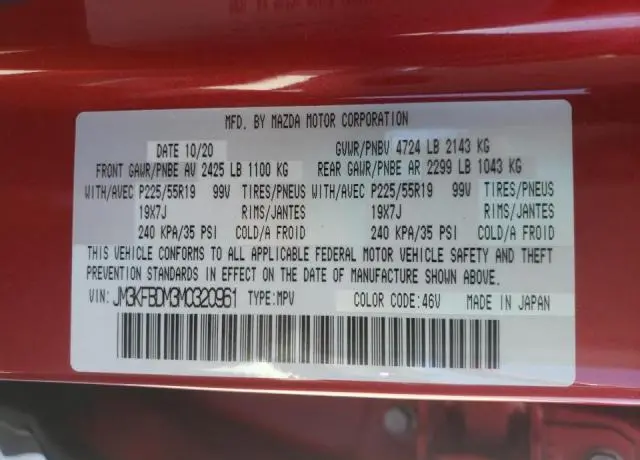 MFD. BY MAZDA MOTOR CORPORATION
DATE 10/20 GVWR/PNBV 4724 LB 2143 KG
FRONT GAWR/PNBE AV 2425 LB 1100 KG REAR GAWR/PNBE AR 2299 LB 1043 KG
WITH/AVEC P225/55R19 99V TIRES/PNEUS WITH/AVEC P225/55R19 99V TIRES/PNEUS
19X7J RIMS/JANTES 19X7J RIMS/JANTES
240 KPA/35 PSI COLD/A FROID 240 KPA/35 PSI COLD/A FROID
THIS VEHICLE CONFORMS TO ALL APPLICABLE FEDERAL MOTOR VEHICLE SAFETY AND THEFT
PREVENTION STANDARDS IN EFFECT ON THE DATE OF MANUFACTURE SHOWN ABOVE.
VIN: JM3KFBDM3M0320961 TYPE:MPV COLOR CODE:46V MADE IN JAPAN